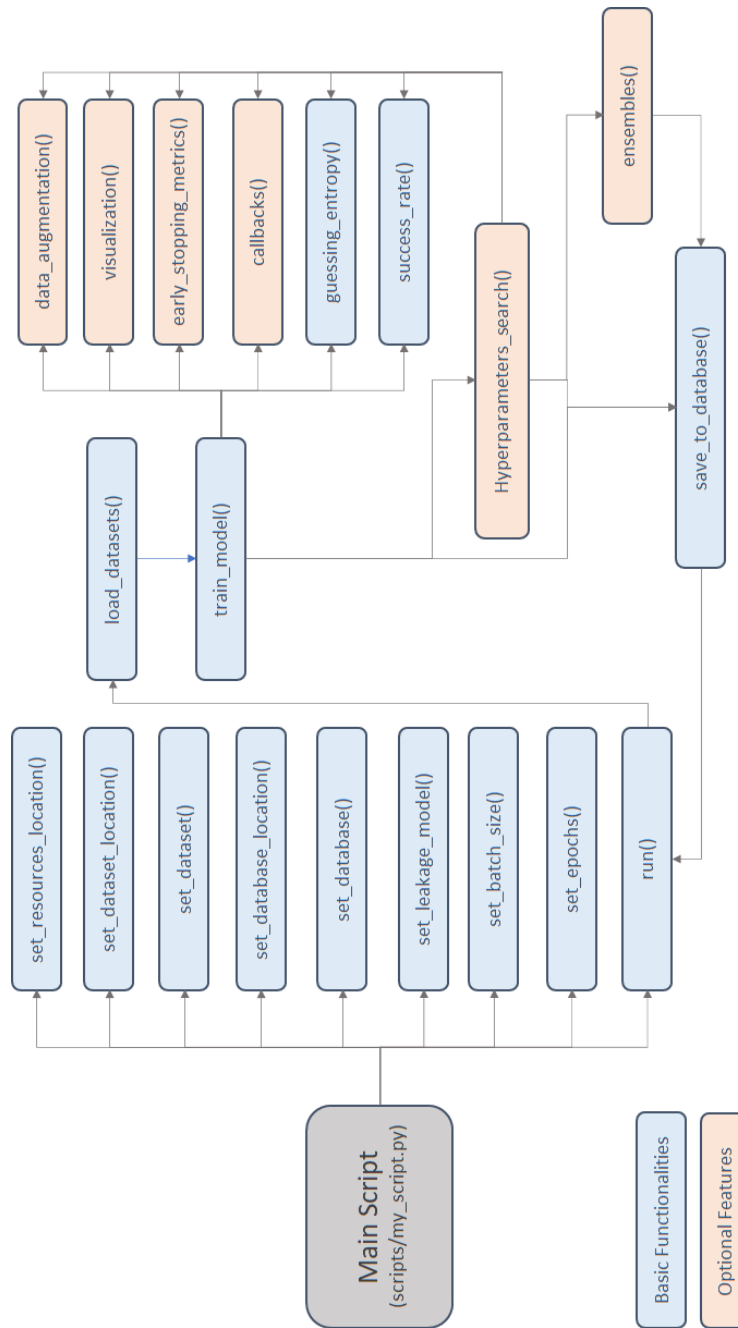 Main Script
(scripts/my_script.py)
set_resources_location()
set_dataset_location()
set_dataset()
set_database_location()
set_database()
set_leakage_model()
set_batch_size()
set_epochs()
run()
load_datasets()
train_model()
data_augmentation()
visualization()
early_stopping_metrics()
callbacks()
guessing_entropy()
success_rate()
Hyperparameters_search()
ensembles()
save_to_database()
Basic Functionalities
Optional Features